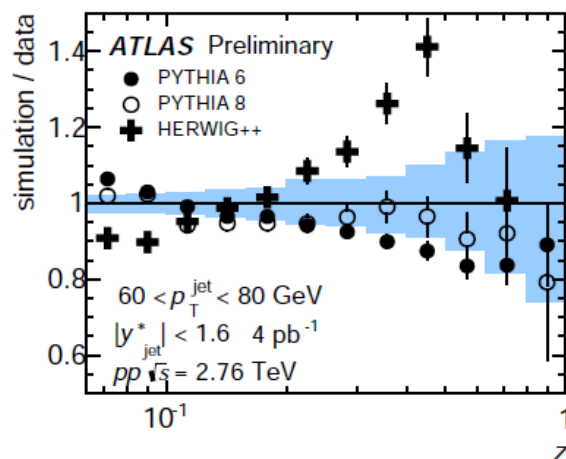 simulation / data
1.4
1.2
1
0.8
0.6
ATLAS Preliminary
PYTHIA 6
PYTHIA 8
HERWIG++
60 < p_T^jet < 80 GeV
|y*_jet| < 1.6 4 pb⁻¹
pp √s = 2.76 TeV
10⁻¹
1
z